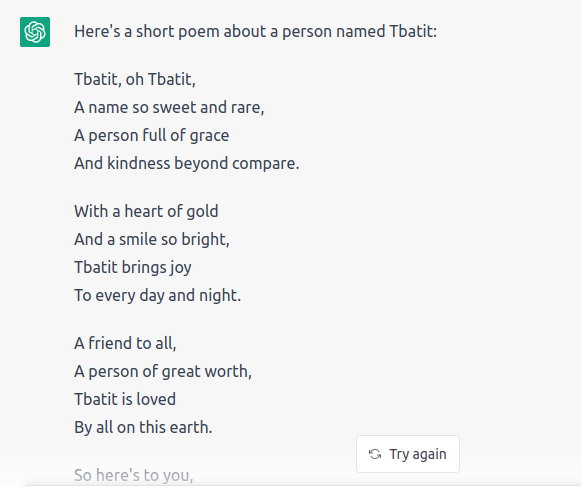 Here's a short poem about a person named Tbatit:
Tbatit, oh Tbatit,
A name so sweet and rare,
A person full of grace
And kindness beyond compare.
With a heart of gold
And a smile so bright,
Tbatit brings joy
To every day and night.
A friend to all,
A person of great worth,
Tbatit is loved
By all on this earth.
Try again
So here's to you,